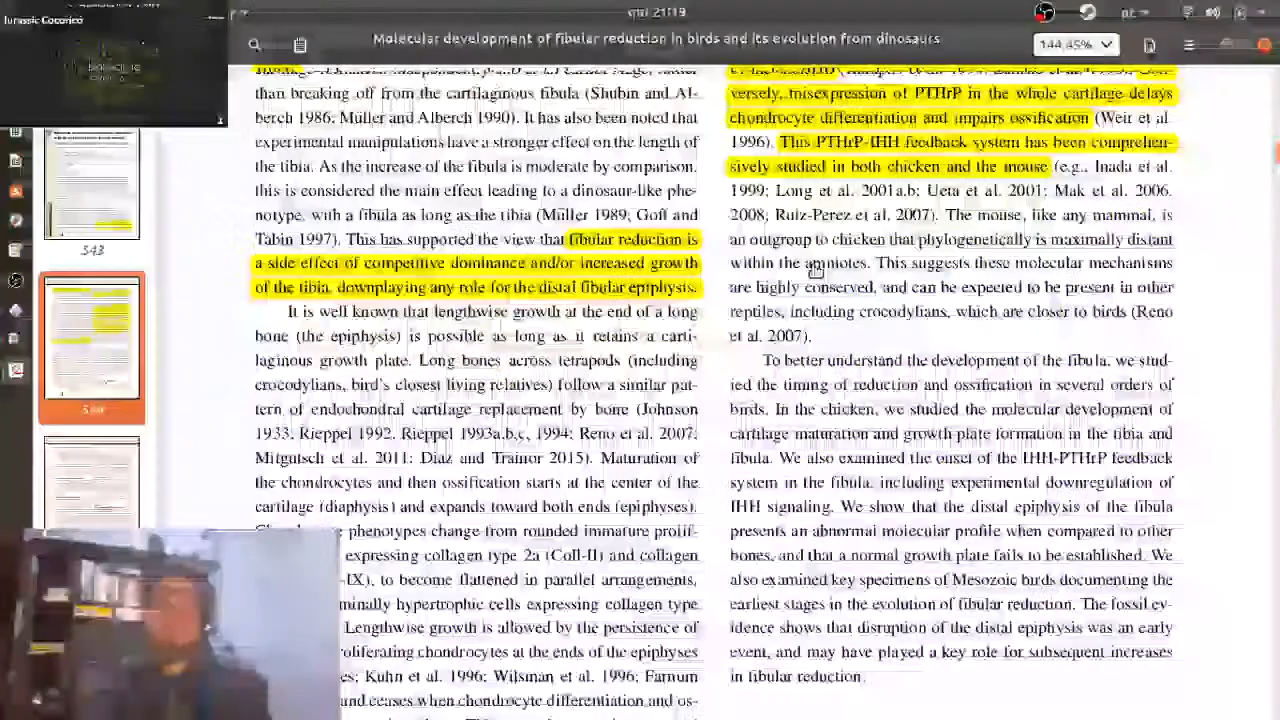 Jurassic Cocorico
21:19
Molecular development of fibular reduction in birds and its evolution from dinosaurs
144.45%
543
than breaking off from the cartilagnous fibula (Shubin and Al-
berch 1986; Müller and Alberch 1990). It has also been noted that
experimental manipulations have a stronger effect on the length of
the tibia. As the increase of the fibula is moderate by comparison,
this is considered the main effect leading to a dinosaur-like phe-
notype, with a fibula as long as the tibia (Müller 1989; Goff and
Tabin 1997). This has supported the view that fibular reduction is
a side effect of competitive dominance and/or increased growth
of the tibia, downplaying any role for the distal fibular epiphysis.
It is well known that lengthwise growth at the end of a long
bone (the epiphysis) is possible as long as it retains a carti-
laginous growth plate. Long bones across tetrapods (including
crocodylians, bird's closest living relatives) follow a similar pat-
tern of endochondral cartilage replacement by bone (Johnson
1933; Rieppel 1992; Rieppel 1993a,b,c, 1994; Reno et al. 2007;
Mitgutsch et al. 2011; Diaz and Trainor 2015). Maturation of
the chondrocytes and then ossification starts at the center of the
cartilage (diaphysis) and expands toward both ends (epiphyses).
phenotypes change from rounded immature prolif-
expressing collagen type 2a (Coll-II) and collagen
-IX), to become flattened in parallel arrangements,
minally hypertrophic cells expressing collagen type
Lengthwise growth is allowed by the persistence of
roliferating chondrocytes at the ends of the epiphyses
es; Kuhn et al. 1996; Wilsman et al. 1996; Farnum
and ceases when chondrocyte differentiation and os-
versely, misexpression of PTHrP in the whole cartilage delays
chondrocyte differentiation and impairs ossification (Weir et al.
1996). This PTHrP-IHH feedback system has been comprehen-
sively studied in both chicken and the mouse (e.g., Inada et al.
1999; Long et al. 2001a,b; Ueta et al. 2001; Mak et al. 2006,
2008; Ruiz-Perez et al. 2007). The mouse, like any mammal, is
an outgroup to chicken that phylogenetically is maximally distant
within the amniotes. This suggests these molecular mechanisms
are highly conserved, and can be expected to be present in other
reptiles, including crocodylians, which are closer to birds (Reno
et al. 2007).
To better understand the development of the fibula, we stud-
ied the timing of reduction and ossification in several orders of
birds. In the chicken, we studied the molecular development of
cartilage maturation and growth-plate formation in the tibia and
fibula. We also examined the onset of the IHH-PTHrP feedback
system in the fibula, including experimental downregulation of
IHH signaling. We show that the distal epiphysis of the fibula
presents an abnormal molecular profile when compared to other
bones, and that a normal growth plate fails to be established. We
also examined key specimens of Mesozoic birds documenting the
earliest stages in the evolution of fibular reduction. The fossil ev-
idence shows that disruption of the distal epiphysis was an early
event, and may have played a key role for subsequent increases
in fibular reduction.